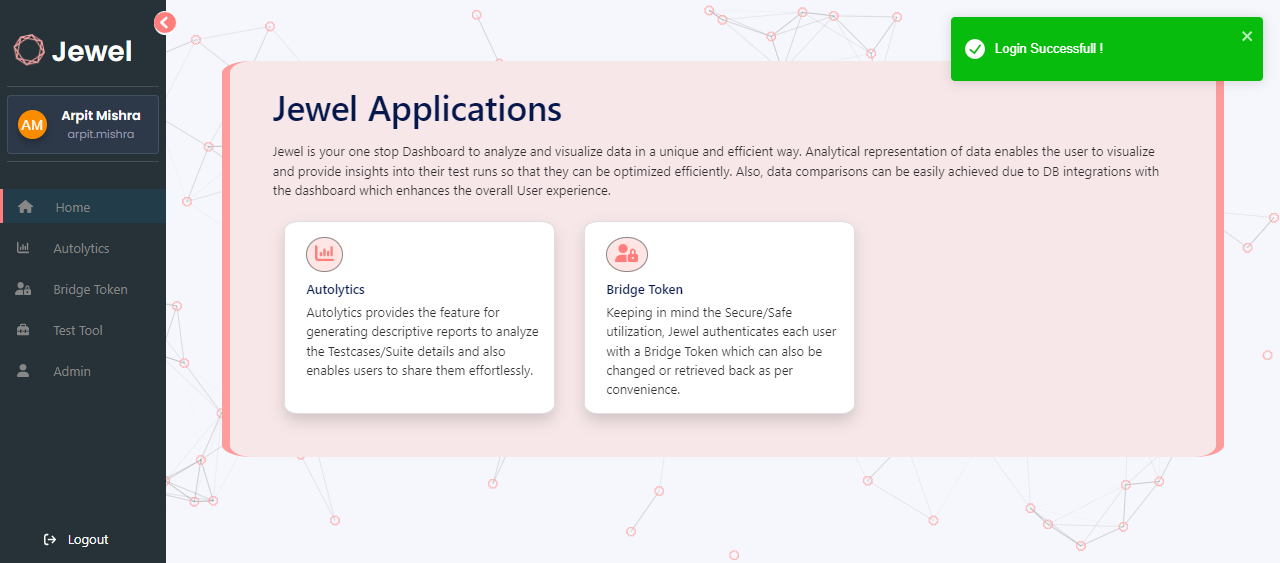 Jewel
AM
Arpit Mishra
arpit.mishra
Home
Autolytics
Bridge Token
Test Tool
Admin
Logout
Login Successfull !
Jewel Applications
Jewel is your one stop Dashboard to analyze and visualize data in a unique and efficient way. Analytical representation of data enables the user to visualize
and provide insights into their test runs so that they can be optimized efficiently. Also, data comparisons can be easily achieved due to DB integrations with
the dashboard which enhances the overall User experience.
Autolytics
Autolytics provides the feature for
generating descriptive reports to analyze
the Testcases/Suite details and also
enables users to share them effortlessly.
Bridge Token
Keeping in mind the Secure/Safe
utilization, Jewel authenticates each user
with a Bridge Token which can also be
changed or retrieved back as per
convenience.